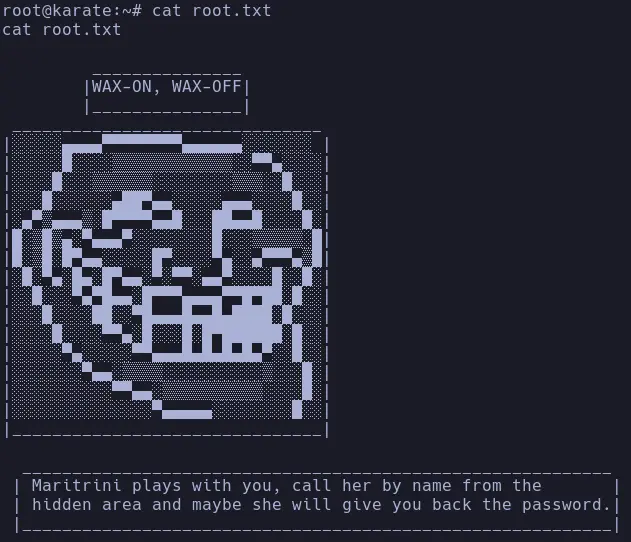 root@karate:~# cat root.txt
cat root.txt
WAX-ON, WAX-OFF
Maritrini plays with you, call her by name from the
hidden area and maybe she will give you back the password.